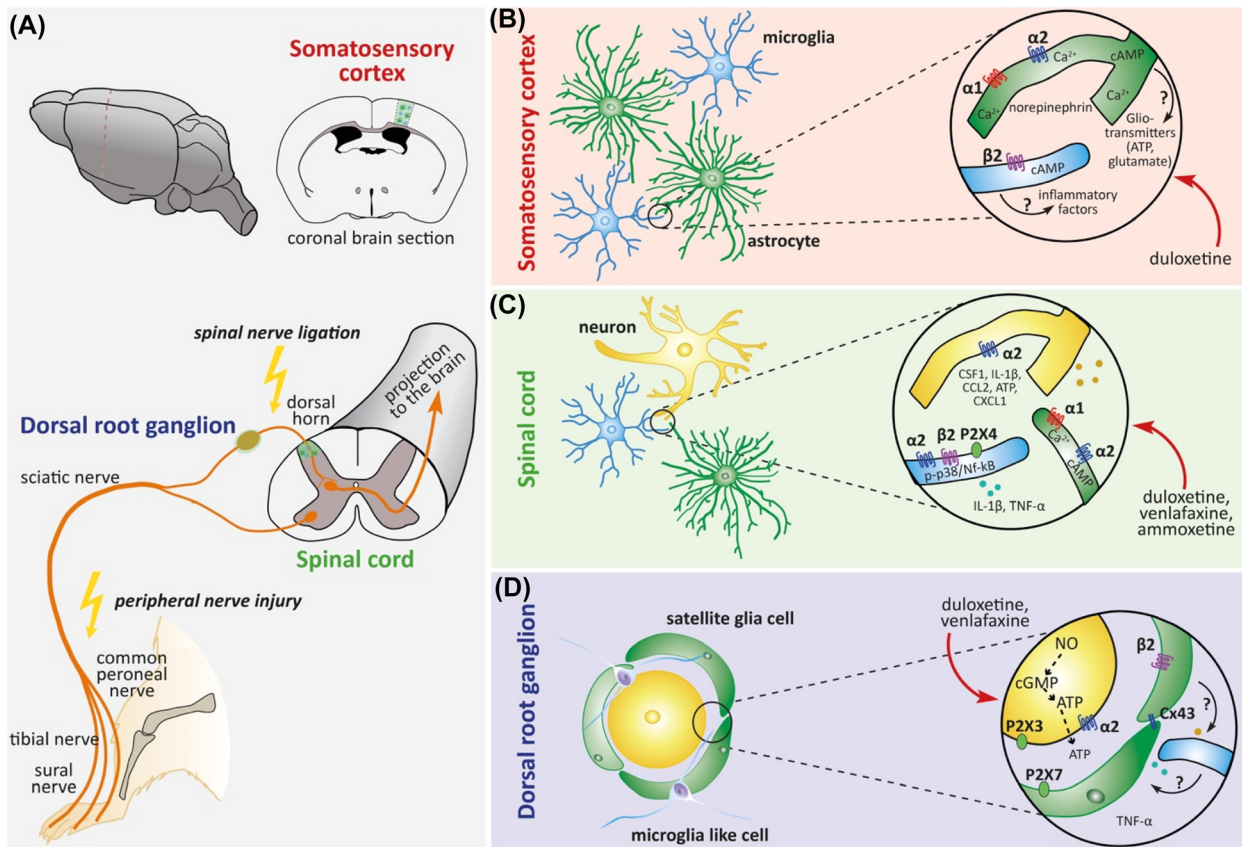 (A)
Somatosensory
cortex
coronal brain section
spinal nerve ligation
projection
to the brain
dorsal
horn
Dorsal root ganglion
sciatic nerve
Spinal cord
peripheral nerve injury
common
peroneal
nerve
tibial nerve
sural
nerve
(B)
Somatosensory cortex
microglia
astrocyte
α2
Ca²⁺
cAMP
α1
Ca²⁺
norepinephrin
Ca²⁺
?
Glio-
transmitters
(ATP,
glutamate)
β2
cAMP
?
inflammatory
factors
duloxetine
(C)
Spinal cord
neuron
α2
CSF1, IL-1β,
CCL2, ATP,
CXCL1
α1
Ca²⁺
α2
cAMP
α2 β2 P2X4
p-p38/Nf-kB
IL-1β, TNF-α
duloxetine,
venlafaxine,
ammoxetine
(D)
Dorsal root ganglion
satellite glia cell
microglia like cell
duloxetine,
venlafaxine
NO
cGMP
ATP
P2X3
α2
ATP
P2X7
β2
?
Cx43
?
TNF-α